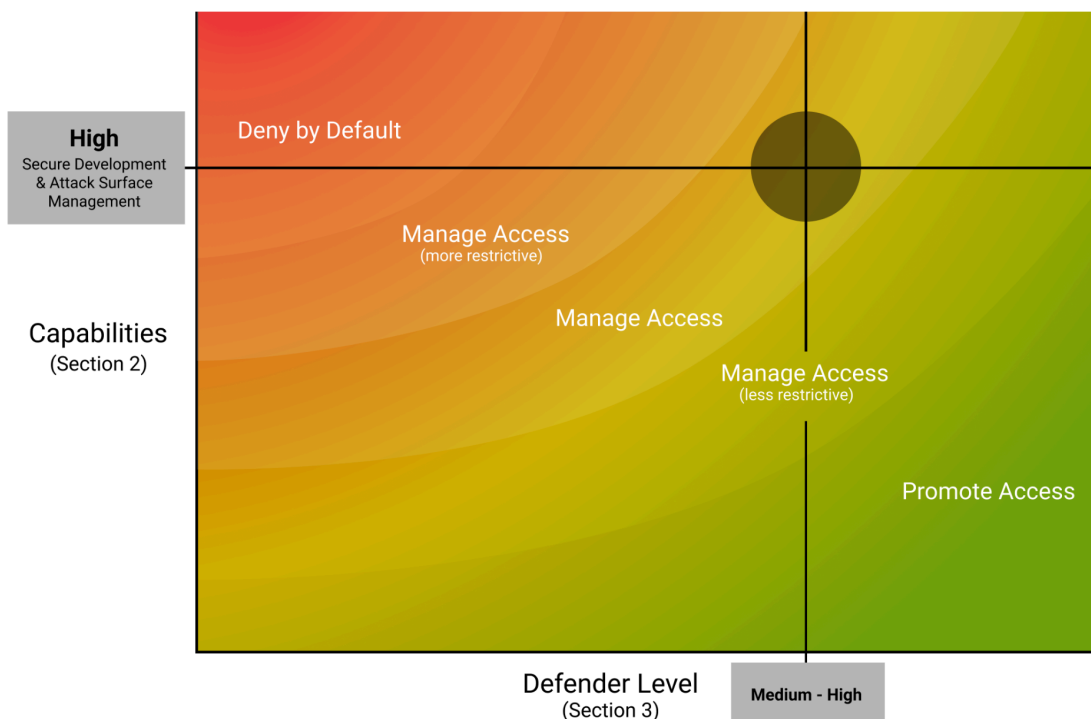 Deny by Default
High
Secure Development
& Attack Surface
Management
Manage Access
(more restrictive)
Capabilities
(Section 2)
Manage Access
Manage Access
(less restrictive)
Promote Access
Defender Level
(Section 3)
Medium - High